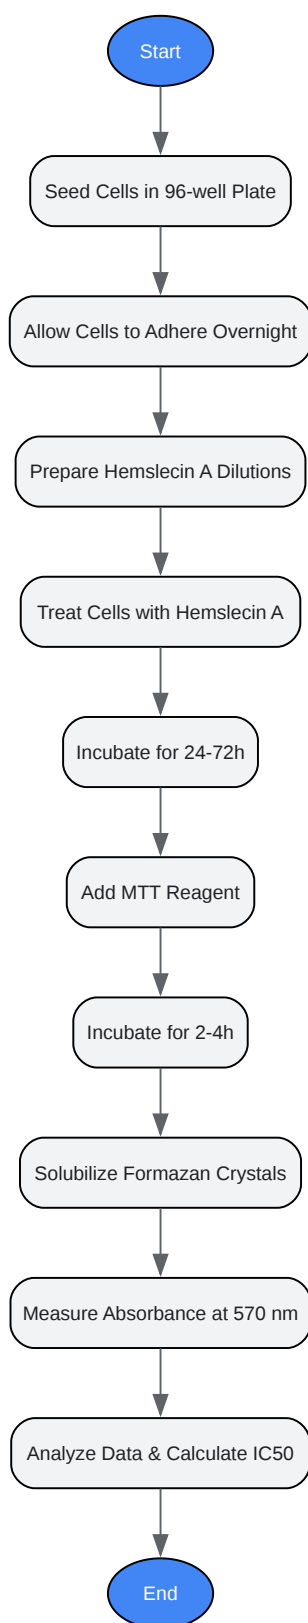 Start
Seed Cells in 96-well Plate
Allow Cells to Adhere Overnight
Prepare Hemslecin A Dilutions
Treat Cells with Hemslecin A
Incubate for 24-72h
Add MTT Reagent
Incubate for 2-4h
Solubilize Formazan Crystals
Measure Absorbance at 570 nm
Analyze Data & Calculate IC50
End